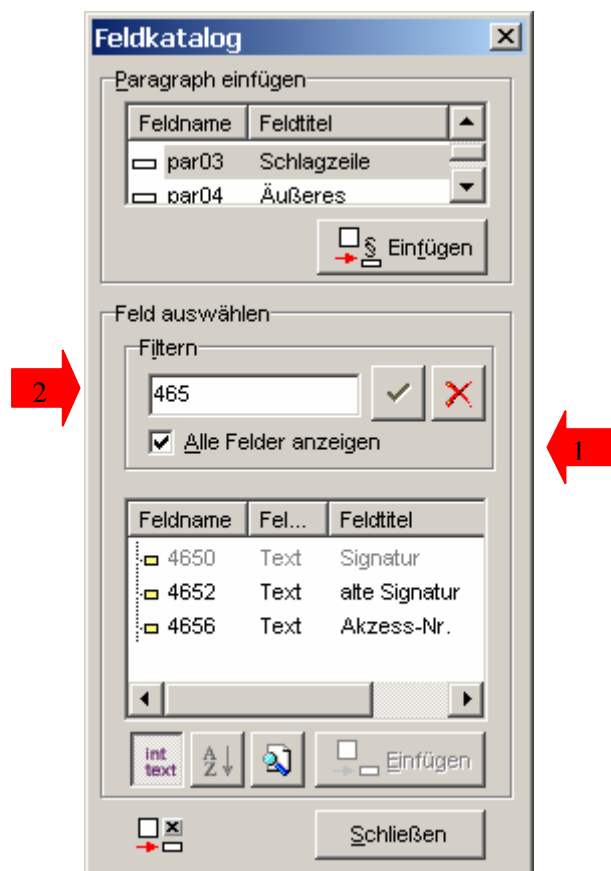 Feldkatalog
Paragraph einfügen
Feldname Feldtitel
par03 Schlagzeile
par04 Äußeres
§ Einfügen
Feld auswählen
Filtern
2
465
Alle Felder anzeigen
1
Feldname Fel... Feldtitel
4650 Text Signatur
4652 Text alte Signatur
4656 Text Akzess-Nr.
int
text
A
Z
Einfügen
Schließen